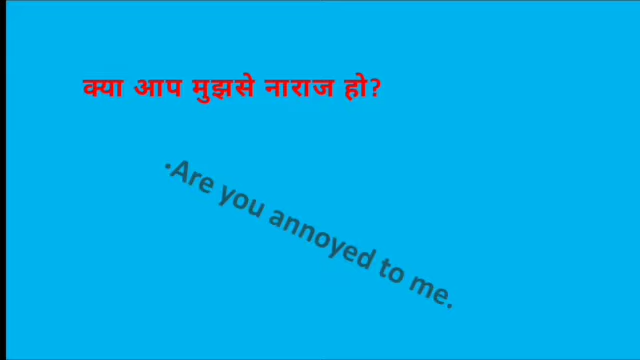 क्या आप मुझसे नाराज हो?
•Are you annoyed to me.